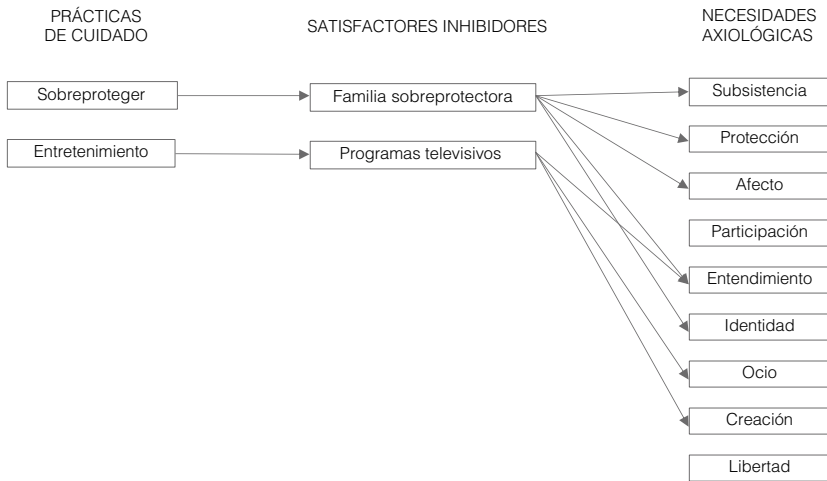 PRÁCTICAS
DE CUIDADO
SATISFACTORES INHIBIDORES
NECESIDADES
AXIOLÓGICAS
Sobreproteger
Familia sobreprotectora
Subsistencia
Entretenimiento
Programas televisivos
Protección
Afecto
Participación
Entendimiento
Identidad
Ocio
Creación
Libertad